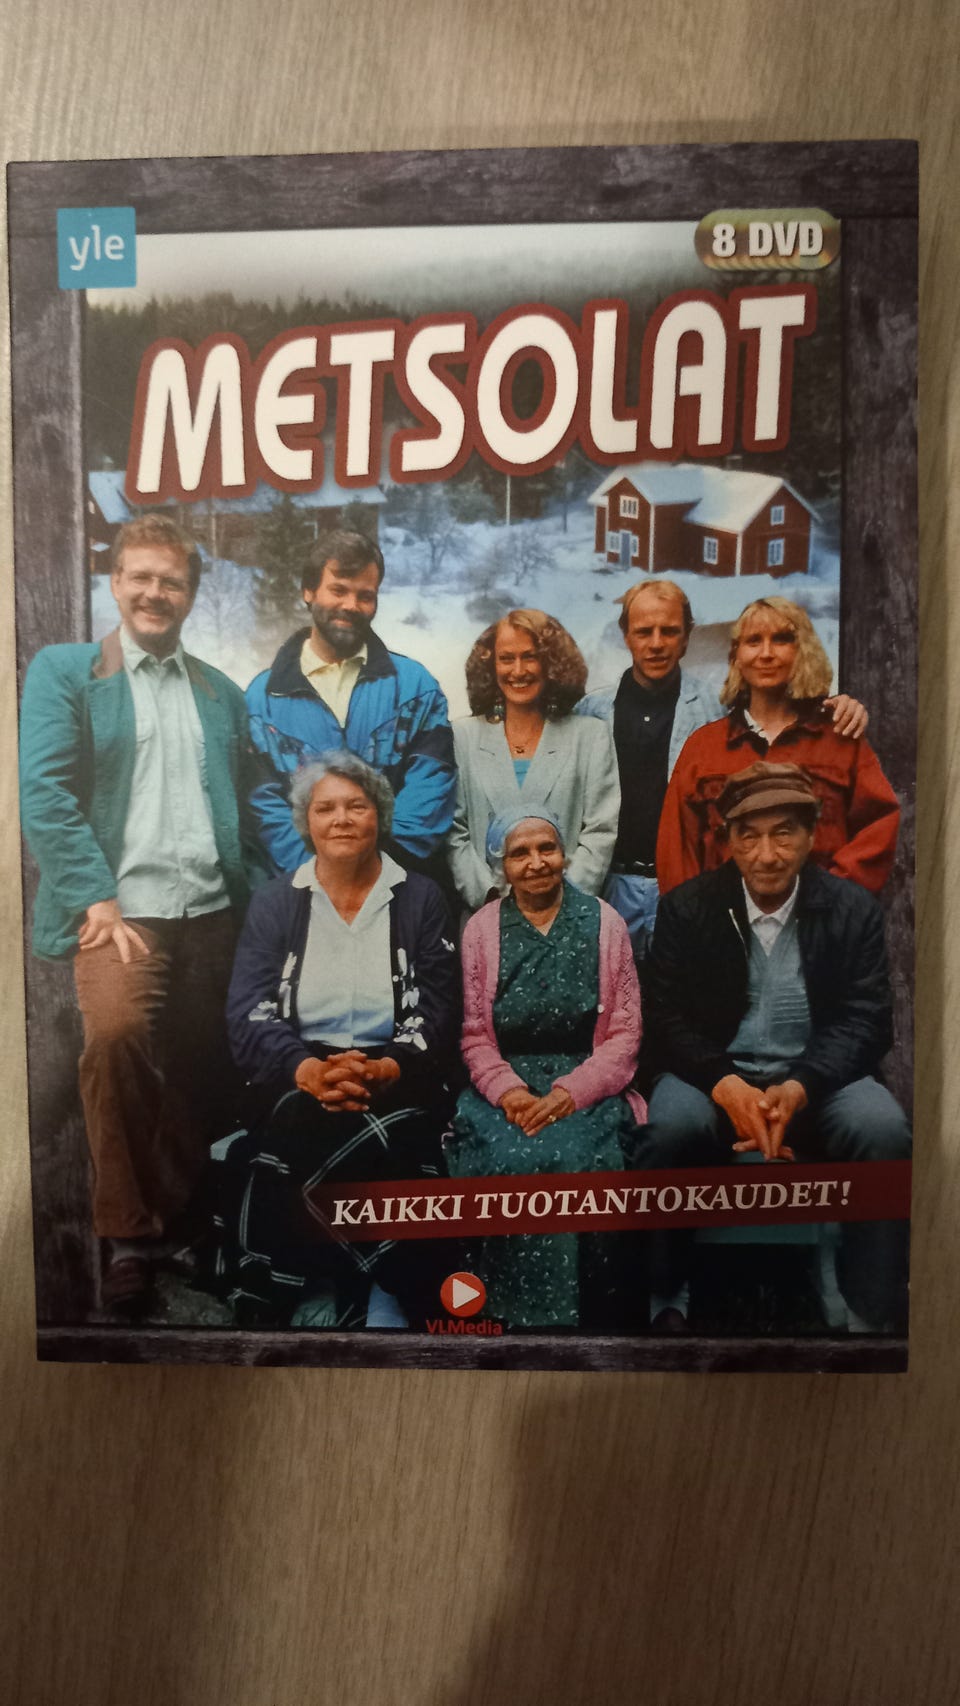 yle
8 DVD
METSOLAT
KAIKKI TUOTANTOKAUDET!
VLMedia